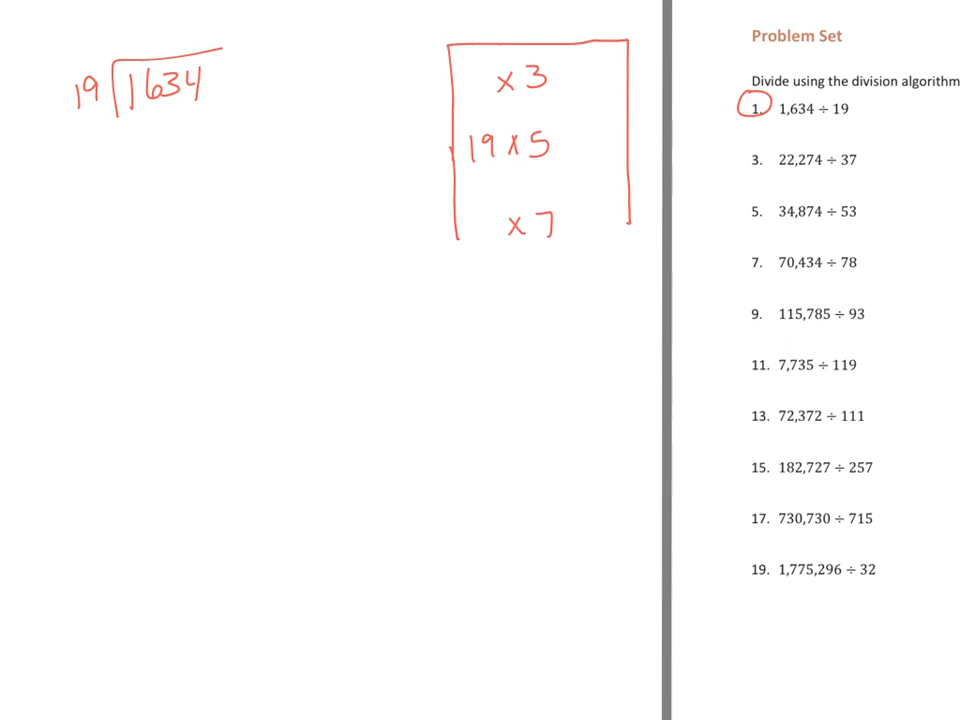 19 1634
x 3
19 x 5
x 7
Problem Set
Divide using the division algorithm
1. 1,634 ÷ 19
3. 22,274 ÷ 37
5. 34,874 ÷ 53
7. 70,434 ÷ 78
9. 115,785 ÷ 93
11. 7,735 ÷ 119
13. 72,372 ÷ 111
15. 182,727 ÷ 257
17. 730,730 ÷ 715
19. 1,775,296 ÷ 32